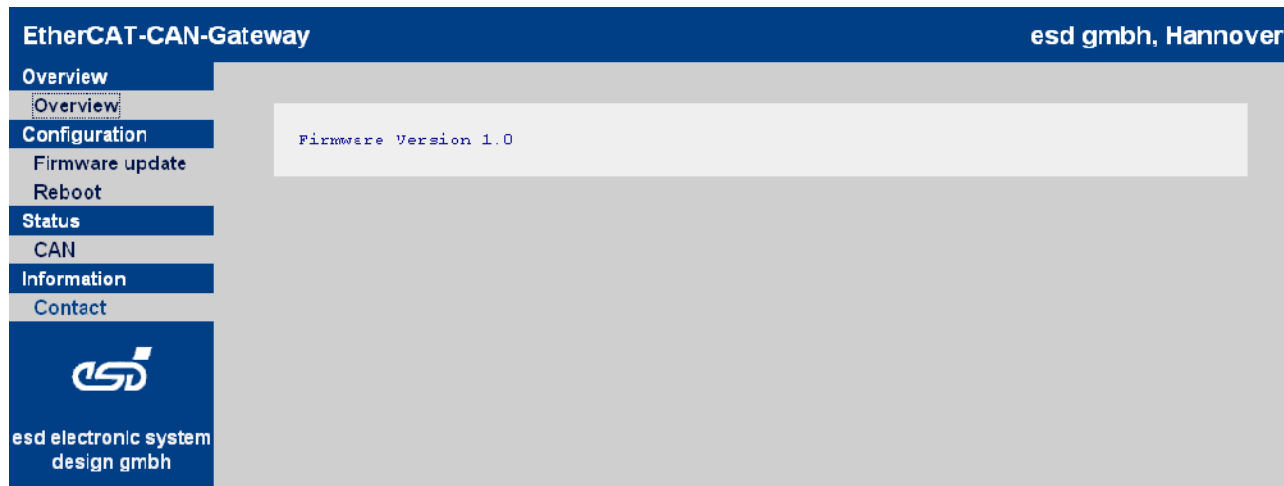 EtherCAT-CAN-Gateway
esd gmbh, Hannover
Overview
Overview
Configuration
Firmware update
Reboot
Status
CAN
Information
Contact
Firmware Version 1.0
esd
esd electronic system
design gmbh